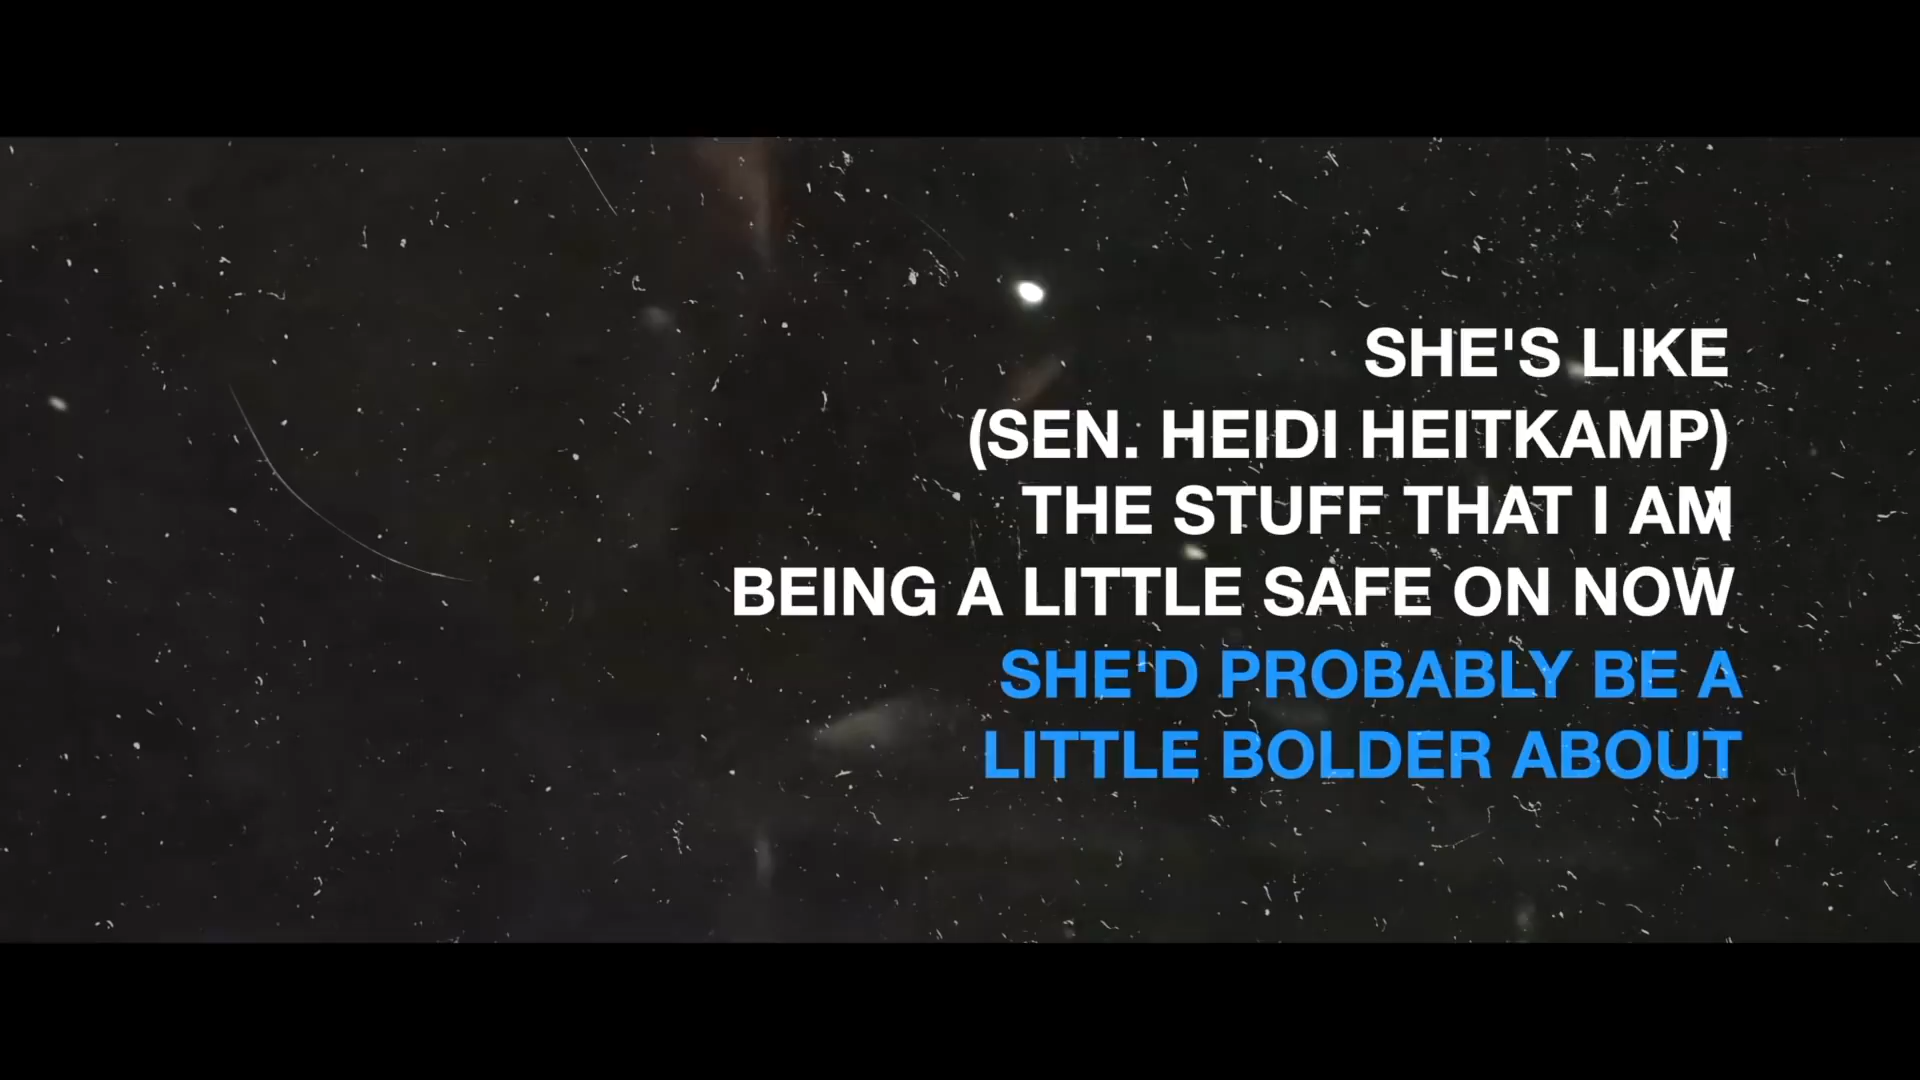 SHE'S LIKE
(SEN. HEIDI HEITKAMP)
THE STUFF THAT I AM
BEING A LITTLE SAFE ON NOW
SHE'D PROBABLY BE A
LITTLE BOLDER ABOUT